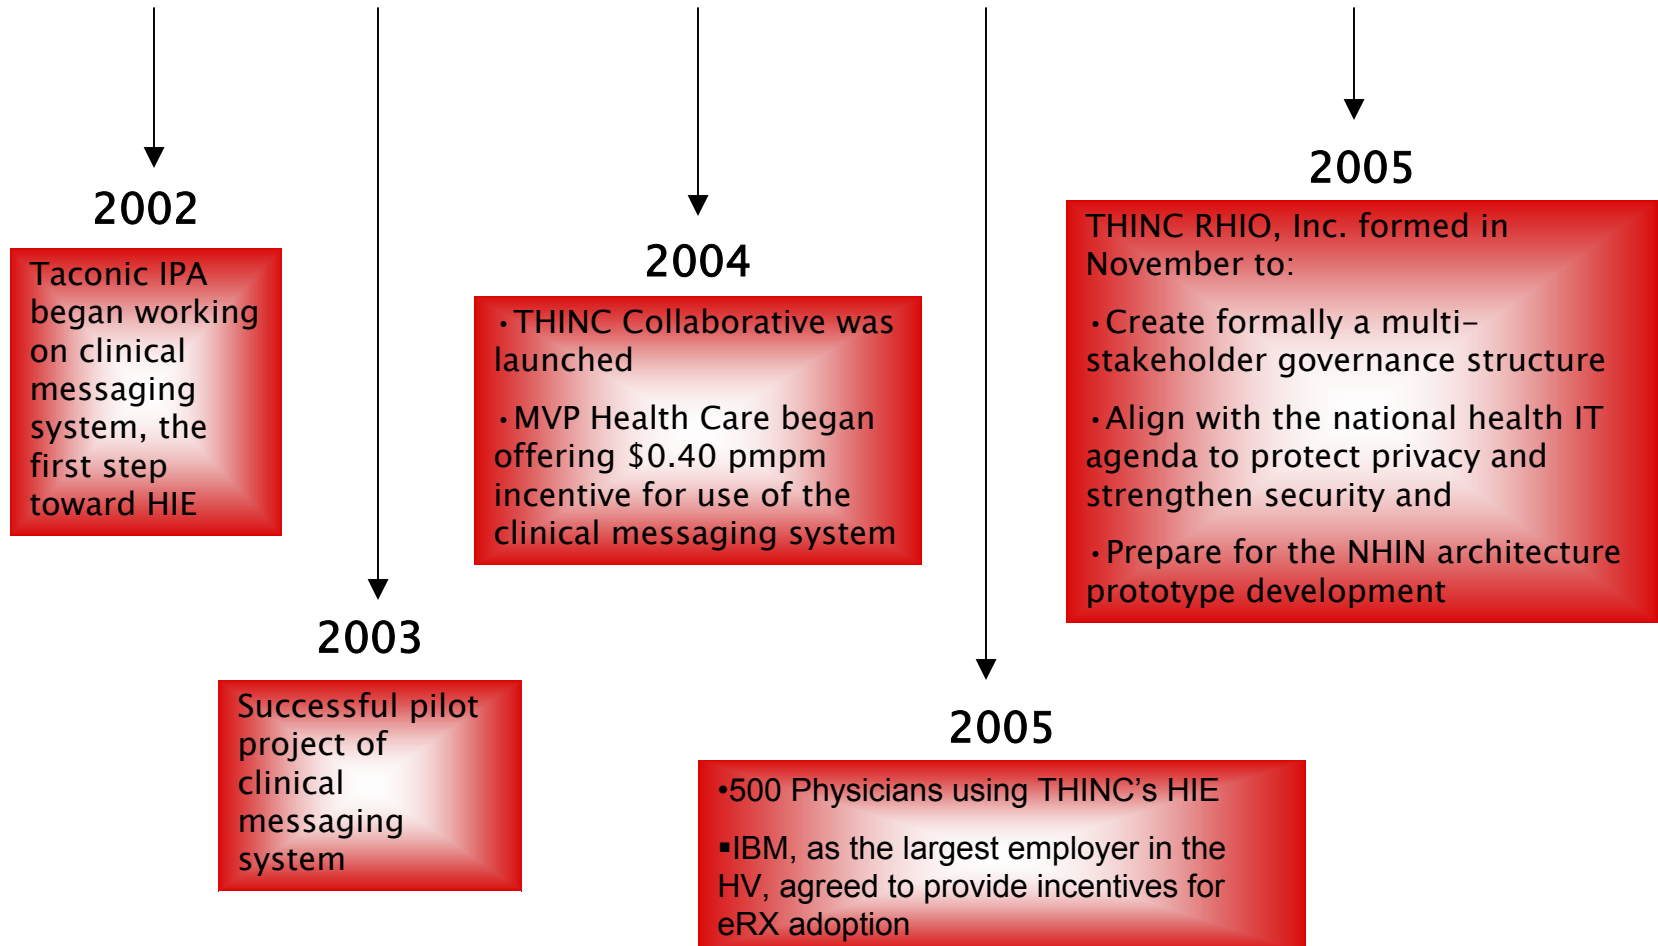 2002
Taconic IPA
began working
on clinical
messaging
system, the
first step
toward HIE
2003
Successful pilot
project of
clinical
messaging
system
2004
·THINC Collaborative was
launched
·MVP Health Care began
offering $0.40 pmpm
incentive for use of the
clinical messaging system
2005
•500 Physicians using THINC’s HIE
▪IBM, as the largest employer in the
HV, agreed to provide incentives for
eRX adoption
2005
THINC RHIO, Inc. formed in
November to:
·Create formally a multi-
stakeholder governance structure
·Align with the national health IT
agenda to protect privacy and
strengthen security and
·Prepare for the NHIN architecture
prototype development